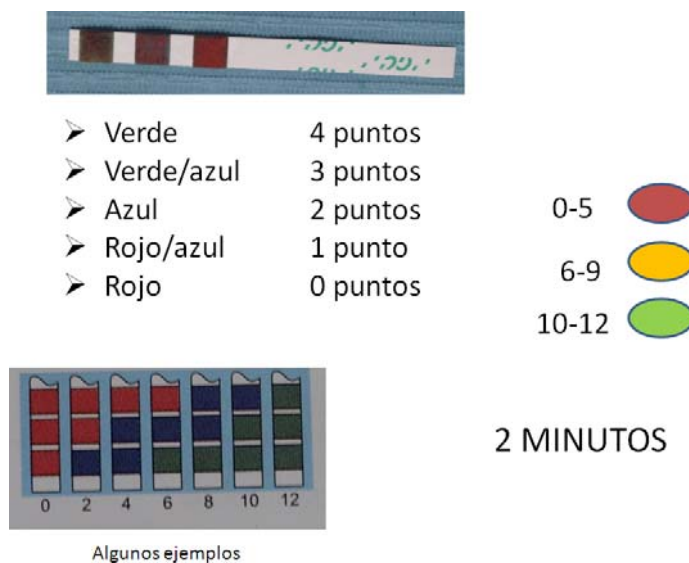 Verde 4 puntos
Verde/azul 3 puntos
Azul 2 puntos
Rojo/azul 1 punto
Rojo 0 puntos
0-5
6-9
10-12
2 MINUTOS
0 2 4 6 8 10 12
Algunos ejemplos